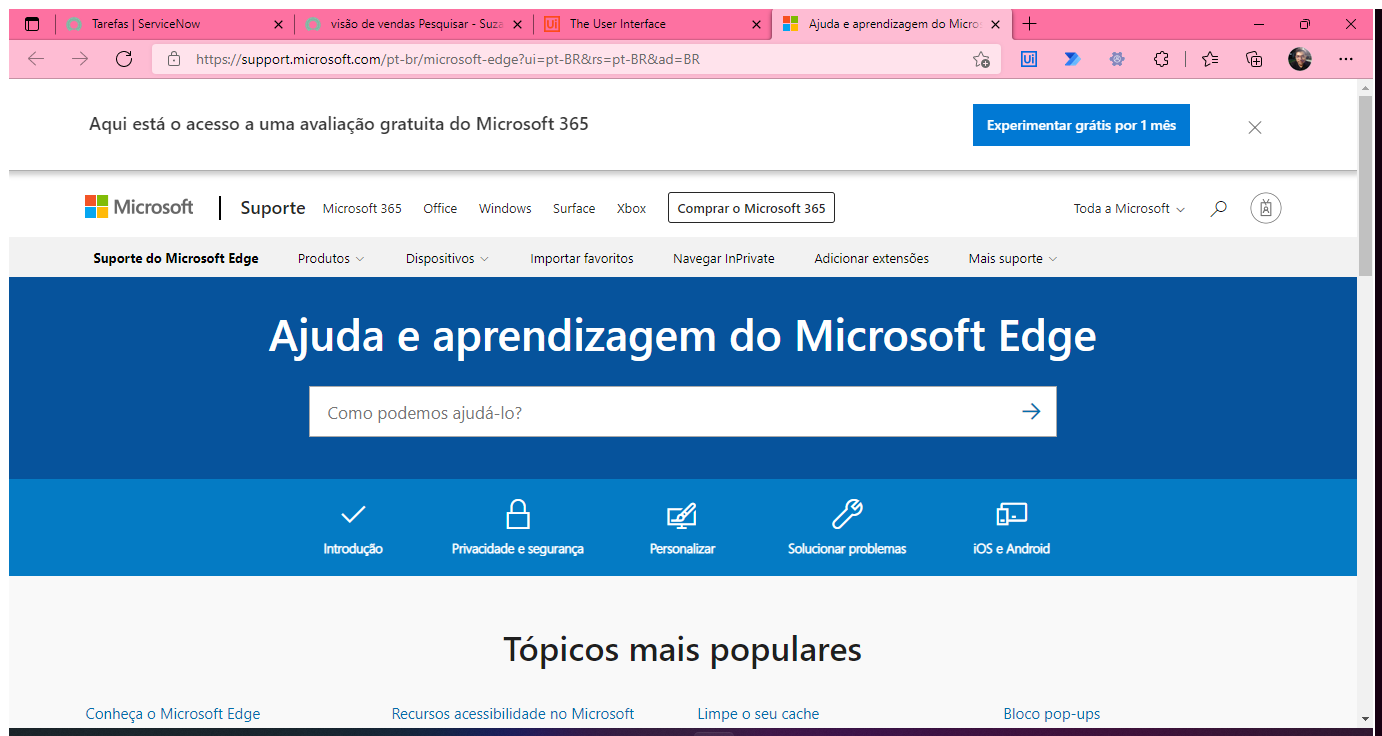 Tarefas | ServiceNow
visão de vendas Pesquisar - Suza
The User Interface
Ajuda e aprendizagem do Micros
https://support.microsoft.com/pt-br/microsoft-edge?ui=pt-BR&rs=pt-BR&ad=BR
Aqui está o acesso a uma avaliação gratuita do Microsoft 365
Experimentar grátis por 1 mês
Microsoft Suporte Microsoft 365 Office Windows Surface Xbox Comprar o Microsoft 365 Toda a Microsoft
Suporte do Microsoft Edge Produtos Dispositivos Importar favoritos Navegar InPrivate Adicionar extensões Mais suporte
Ajuda e aprendizagem do Microsoft Edge
Como podemos ajudá-lo?
Introdução Privacidade e segurança Personalizar Solucionar problemas iOS e Android
Tópicos mais populares
Conheça o Microsoft Edge Recursos acessibilidade no Microsoft Limpe o seu cache Bloco pop-ups